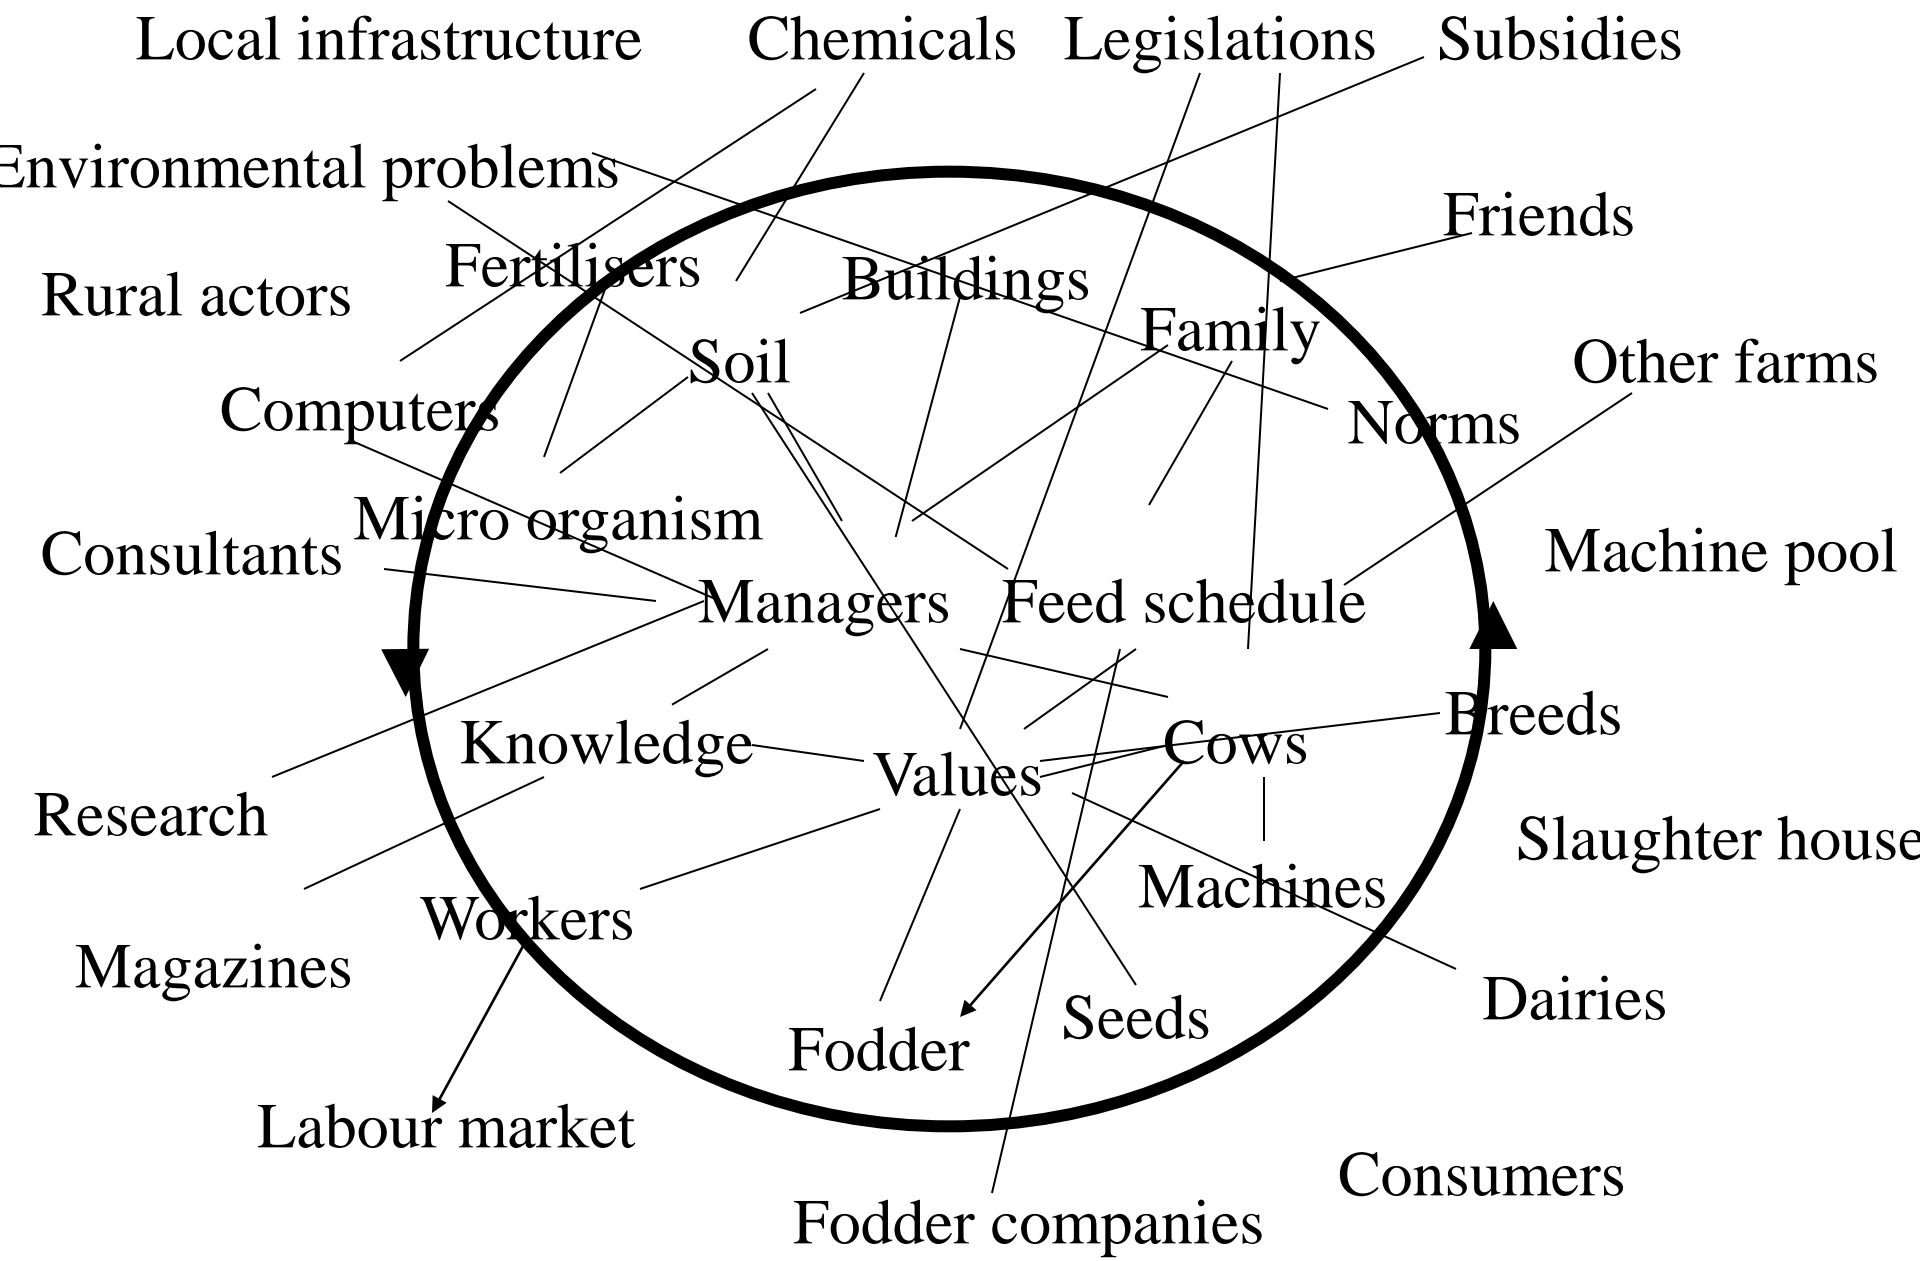 Local infrastructure
Chemicals
Legislations
Subsidies
Environmental problems
Friends
Fertilisers
Buildings
Rural actors
Family
Soil
Other farms
Computers
Norms
Micro organism
Consultants
Machine pool
Managers
Feed schedule
Breeds
Knowledge
Cows
Values
Research
Slaughter house
Machines
Workers
Magazines
Dairies
Seeds
Fodder
Labour market
Consumers
Fodder companies